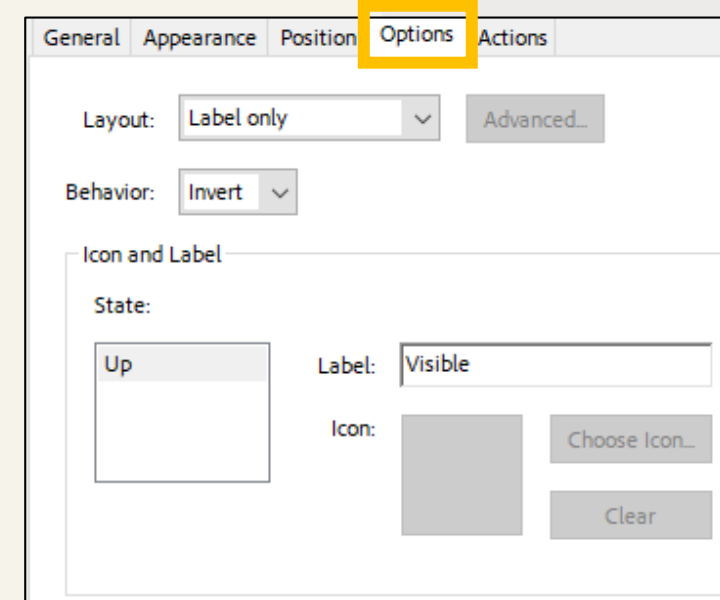 General Appearance Position Options Actions
Layout: Label only Advanced...
Behavior: Invert
Icon and Label
State:
Up Label: Visible
Icon: Choose Icon...
Clear